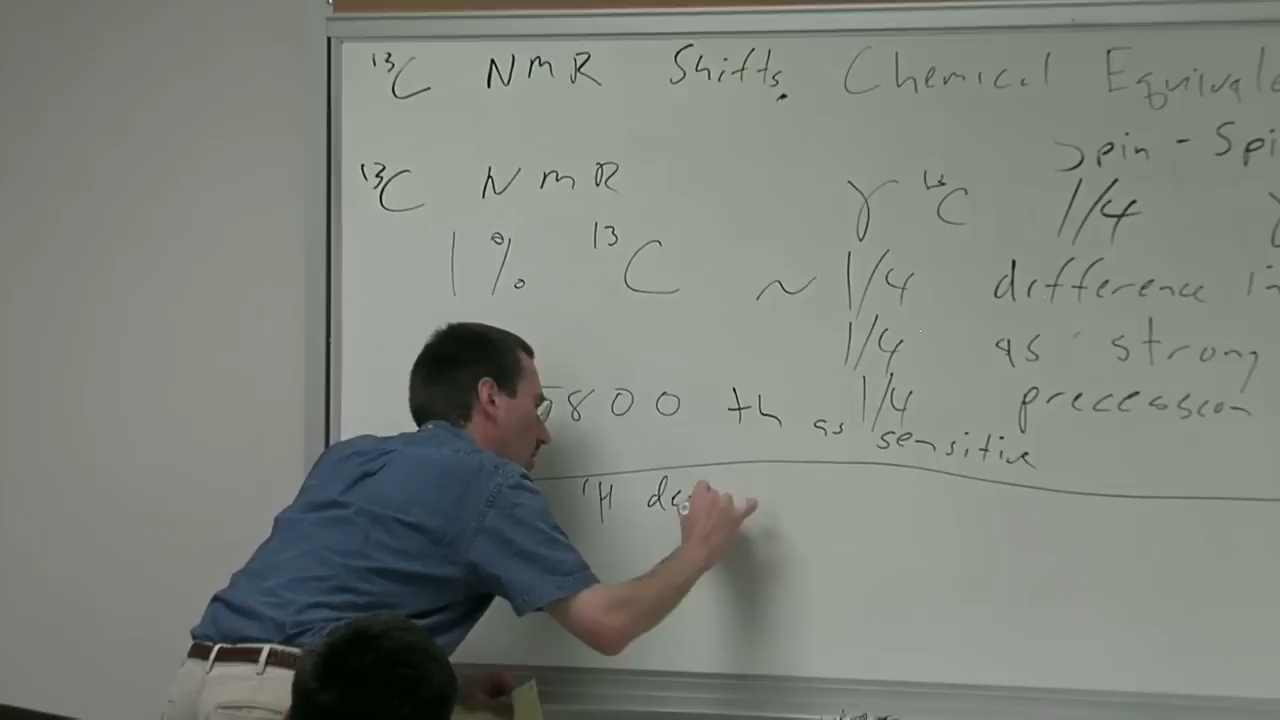 ¹³C NMR Shifts. Chemical Equivale
Spin - Spi
¹³C NMR
γ ¹³C 1/4 γ
1% ¹³C ~ 1/4 difference in
1/4 as strong
5800 th as sensitive
1/4 precession
¹H de